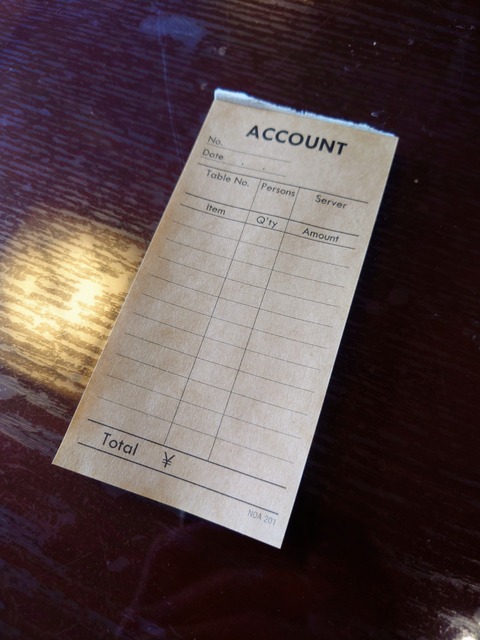 ACCOUNT
No.
Date . .
Table No. Persons Server
Item Q'ty Amount
Total ¥
NOA-201